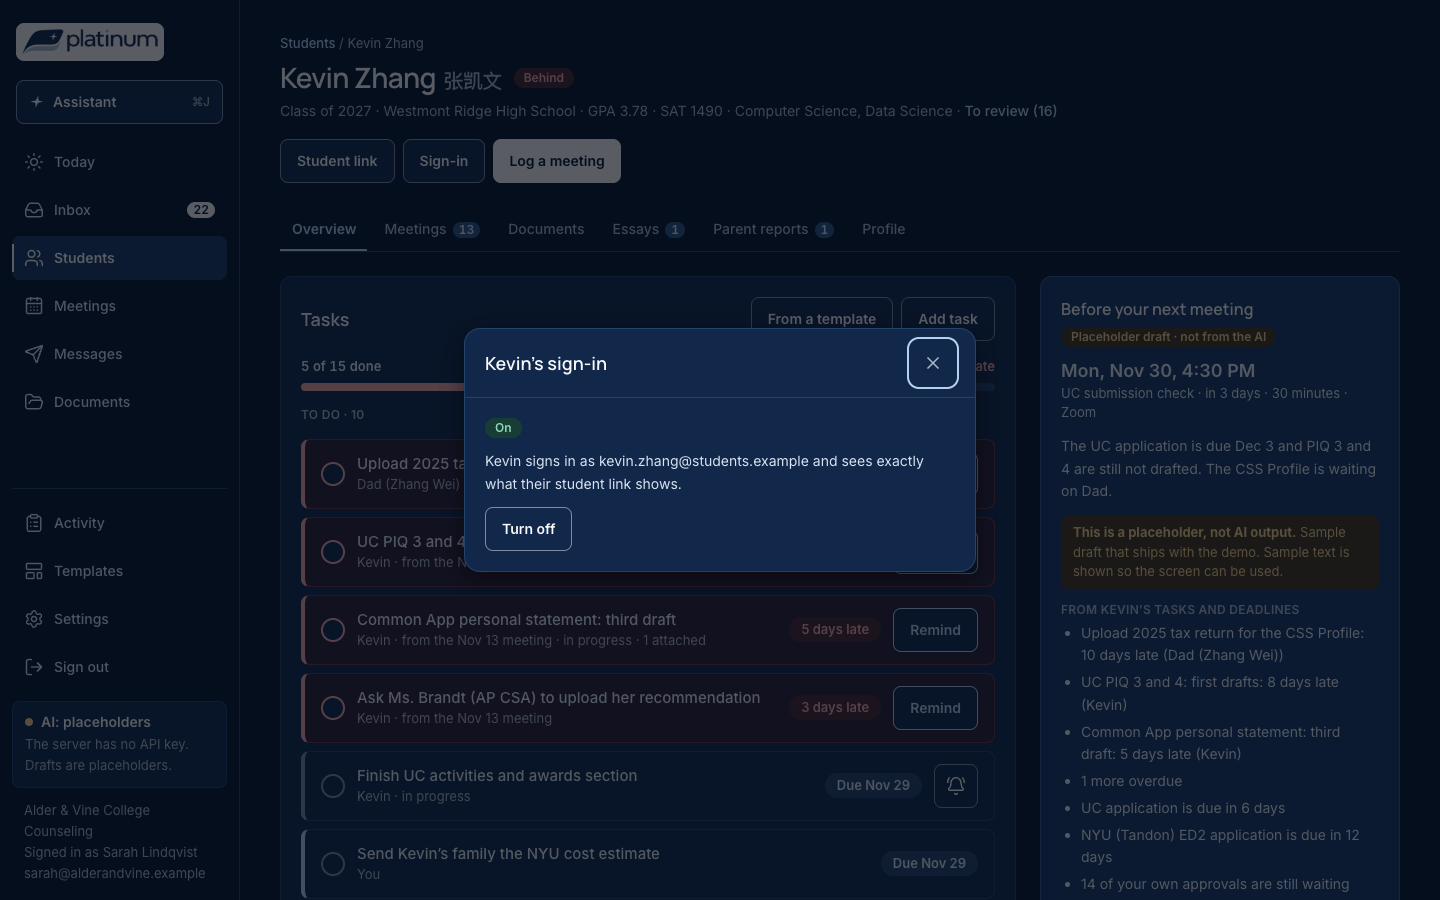 platinum
Assistant ⌘J
Today
Inbox 22
Students
Meetings
Messages
Documents
Activity
Templates
Settings
Sign out
AI: placeholders
The server has no API key.
Drafts are placeholders.
Alder & Vine College
Counseling
Signed in as Sarah Lindqvist
sarah@alderandvine.example
Students / Kevin Zhang
Kevin Zhang 张凯文 Behind
Class of 2027 · Westmont Ridge High School · GPA 3.78 · SAT 1490 · Computer Science, Data Science · To review (16)
Student link Sign-in Log a meeting
Overview Meetings 13 Documents Essays 1 Parent reports 1 Profile
Tasks From a template Add task
5 of 15 done
TO DO · 10
Upload 2025
Dad (Zhang Wei)
UC PIQ 3 and 4
Kevin · from the
Kevin's sign-in
On
Kevin signs in as kevin.zhang@students.example and sees exactly
what their student link shows.
Turn off
Common App personal statement: third draft 5 days late Remind
Kevin · from the Nov 13 meeting · in progress · 1 attached
Ask Ms. Brandt (AP CSA) to upload her recommendation 3 days late Remind
Kevin · from the Nov 13 meeting
Finish UC activities and awards section Due Nov 29
Kevin · in progress
Send Kevin's family the NYU cost estimate Due Nov 29
You
Before your next meeting
Placeholder draft · not from the AI
Mon, Nov 30, 4:30 PM
UC submission check · in 3 days · 30 minutes ·
Zoom
The UC application is due Dec 3 and PIQ 3 and
4 are still not drafted. The CSS Profile is waiting
on Dad.
This is a placeholder, not AI output. Sample
draft that ships with the demo. Sample text is
shown so the screen can be used.
FROM KEVIN'S TASKS AND DEADLINES
• Upload 2025 tax return for the CSS Profile:
10 days late (Dad (Zhang Wei))
• UC PIQ 3 and 4: first drafts: 8 days late
(Kevin)
• Common App personal statement: third
draft: 5 days late (Kevin)
• 1 more overdue
• UC application is due in 6 days
• NYU (Tandon) ED2 application is due in 12
days
• 14 of your own approvals are still waiting